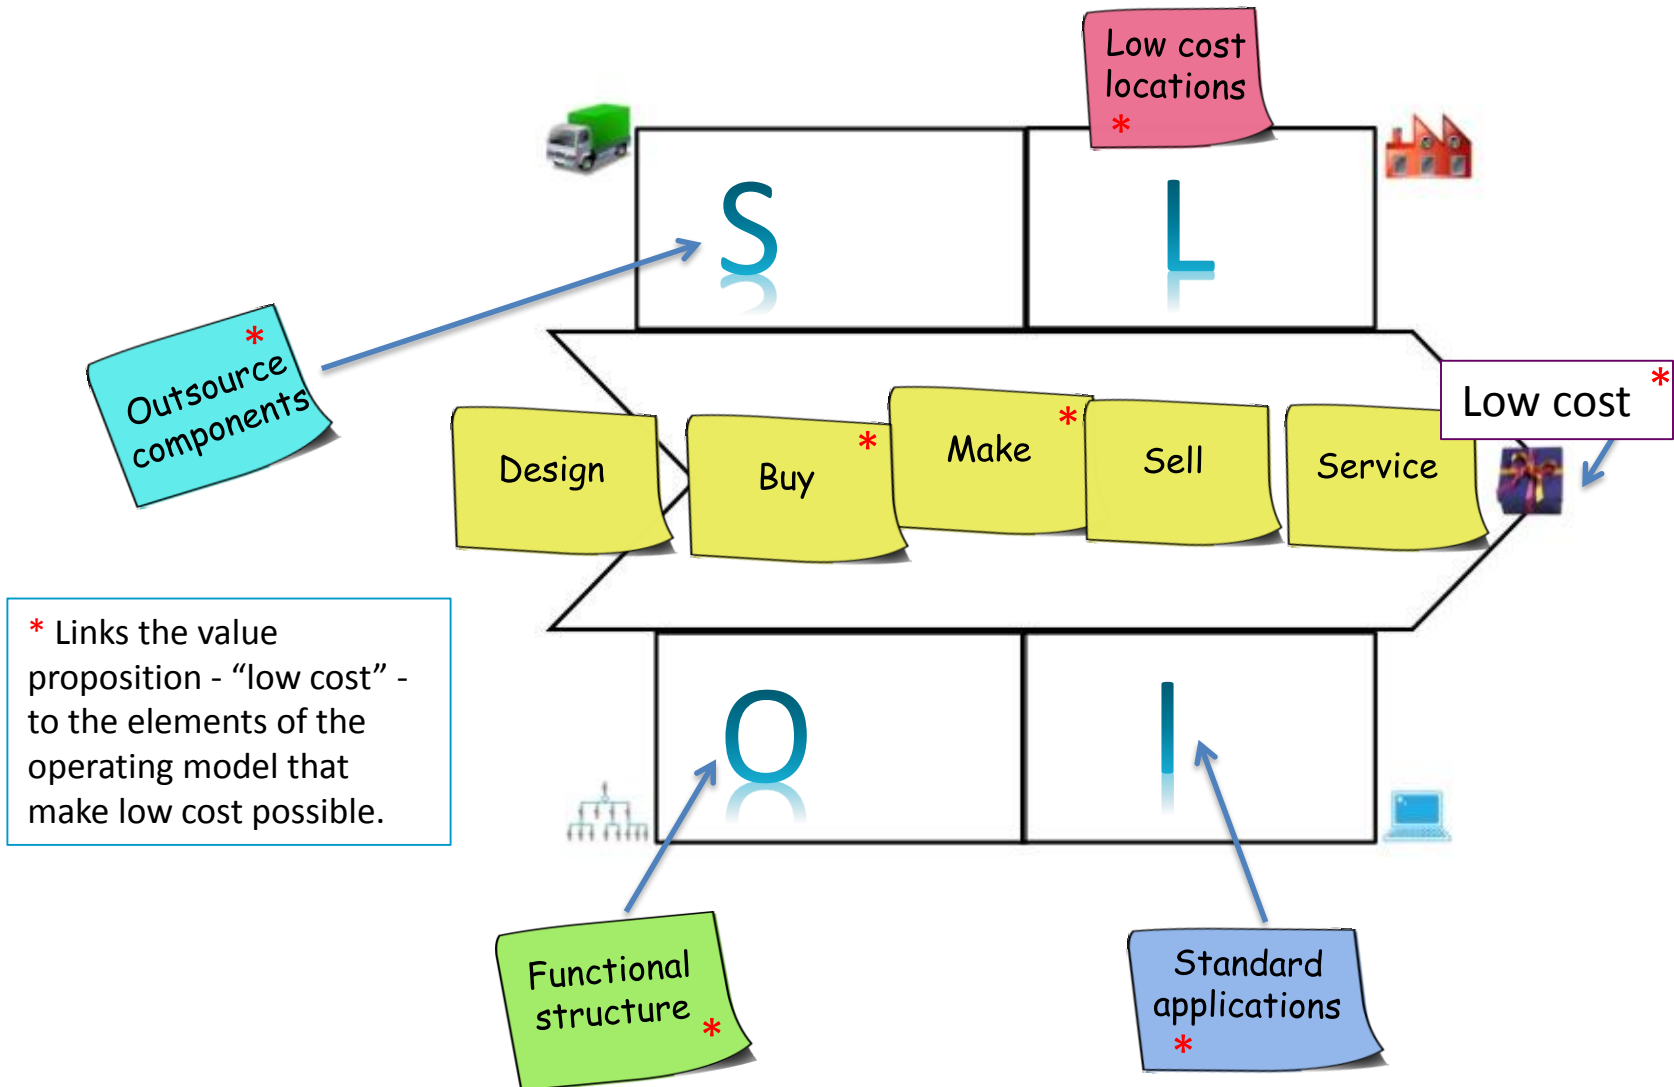 Low cost
locations
*
S
L
*
Outsource
components
Low cost *
Design
Buy *
Make *
Sell
Service
* Links the value
proposition - “low cost” -
to the elements of the
operating model that
make low cost possible.
O
I
Functional
structure *
Standard
applications
*